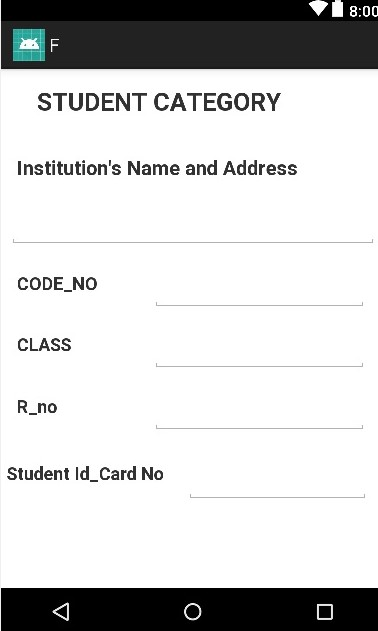 8:00
F
STUDENT CATEGORY
Institution's Name and Address
CODE_NO
CLASS
R_no
Student Id_Card No